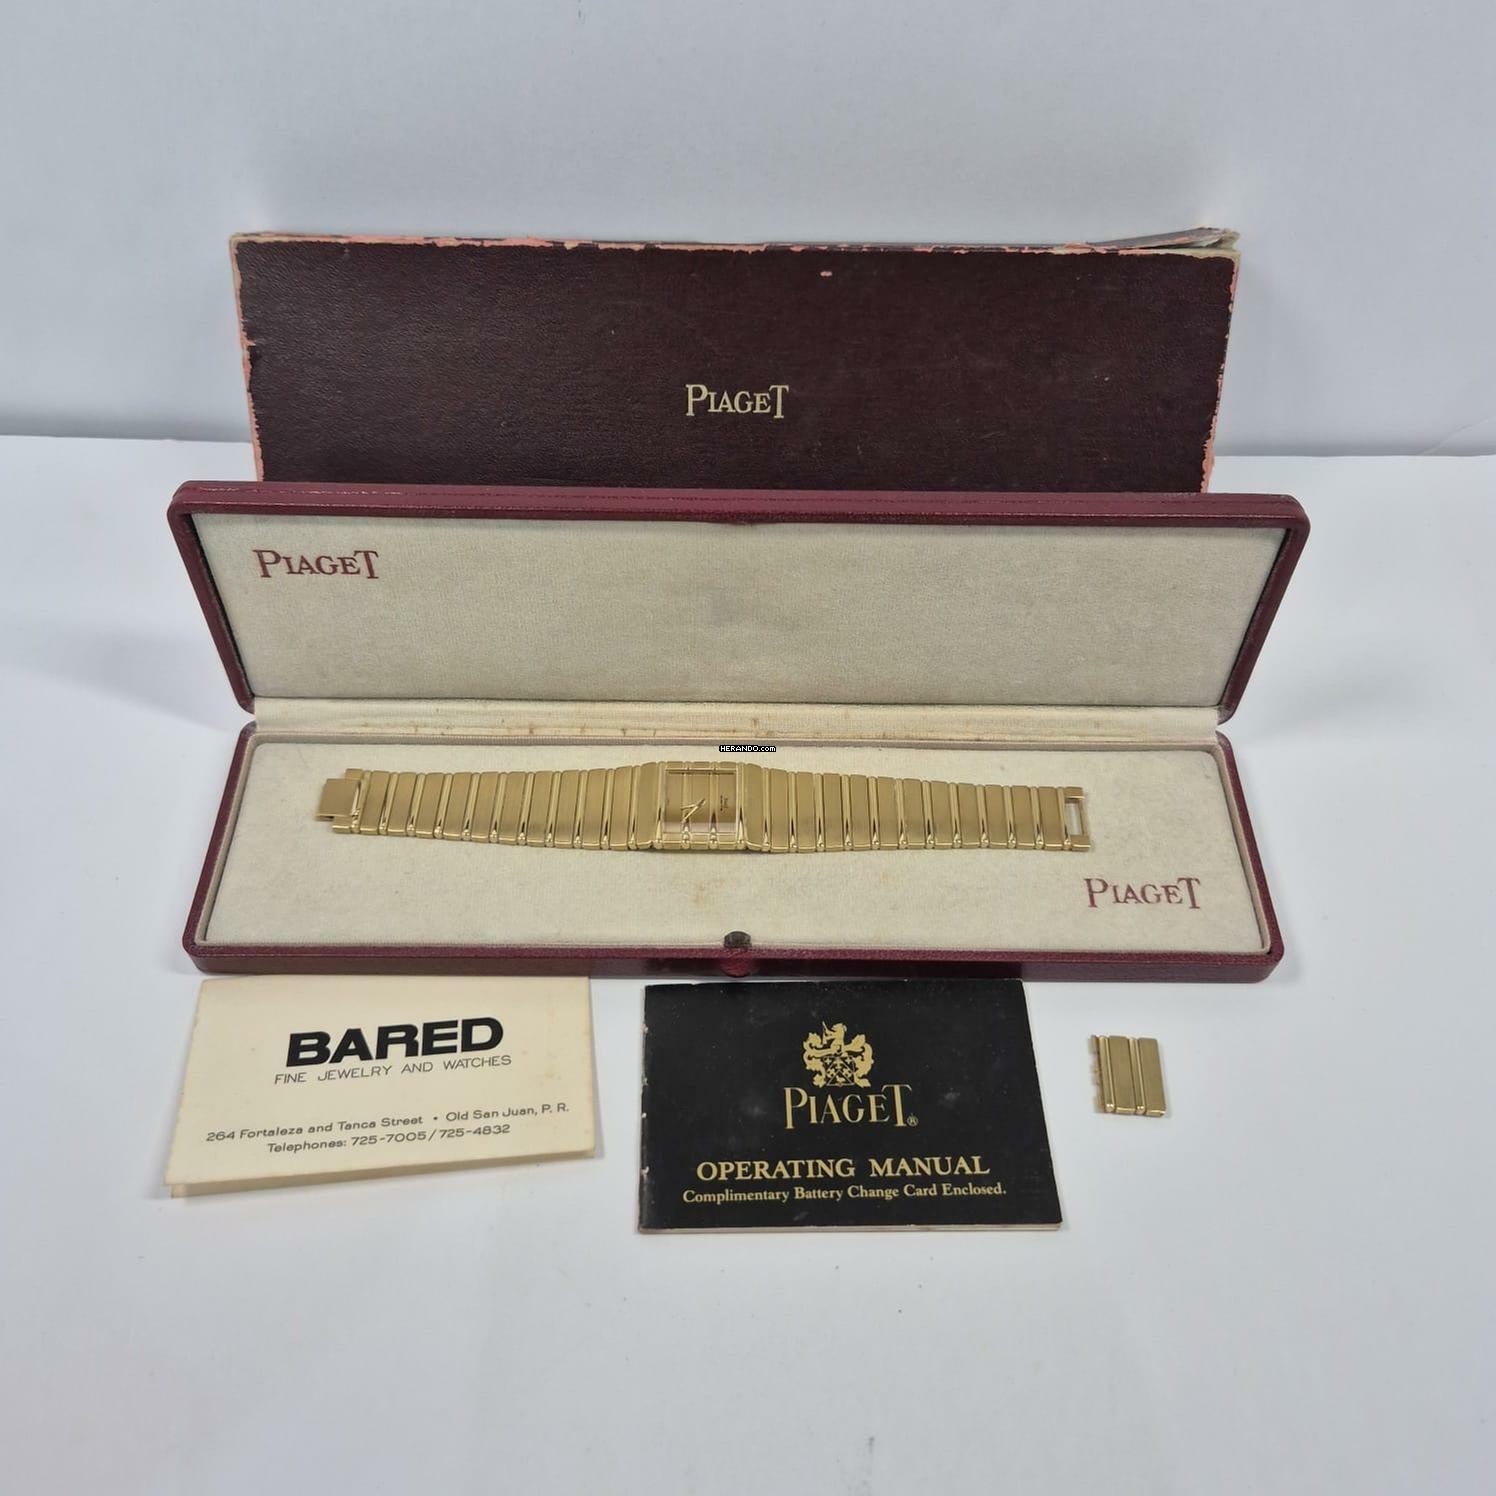 PIAGET
PIAGET
HERANDO.com
PIAGET
BARED
FINE JEWELRY AND WATCHES
264 Fortaleza and Tanca Street • Old San Juan, P. R.
Telephones: 725-7005/725-4832
PIAGET®
OPERATING MANUAL
Complimentary Battery Change Card Enclosed.